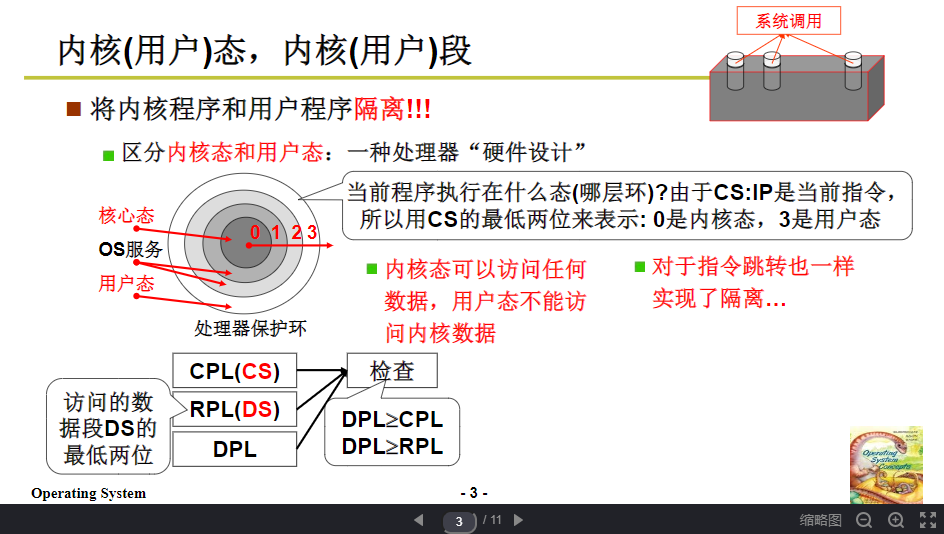 系统调用
内核(用户)态，内核(用户)段
将内核程序和用户程序隔离!!!
区分内核态和用户态：一种处理器“硬件设计”
当前程序执行在什么态(哪层环)?由于CS:IP是当前指令，
所以用CS的最低两位来表示: 0是内核态，3是用户态
核心态
OS服务
用户态
0 1 2 3
处理器保护环
内核态可以访问任何
数据，用户态不能访
问内核数据
对于指令跳转也一样
实现了隔离…
CPL(CS)
RPL(DS)
DPL
检查
访问的数
据段DS的
最低两位
DPL≥CPL
DPL≥RPL
Operating
System
Concepts
Operating System
- 3 -
3 / 11
缩略图